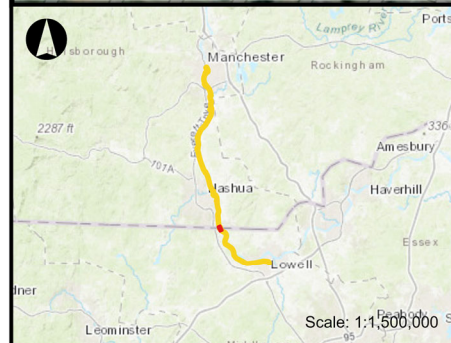 Lamprey River
Ports
Hillsborough
Manchester
Rockingham
2287 ft
336
Amesbury
101A
Nashua
Haverhill
Essex
Lowell
dner
Peabody
S
Scale: 1:1,500,000
Leominster
95